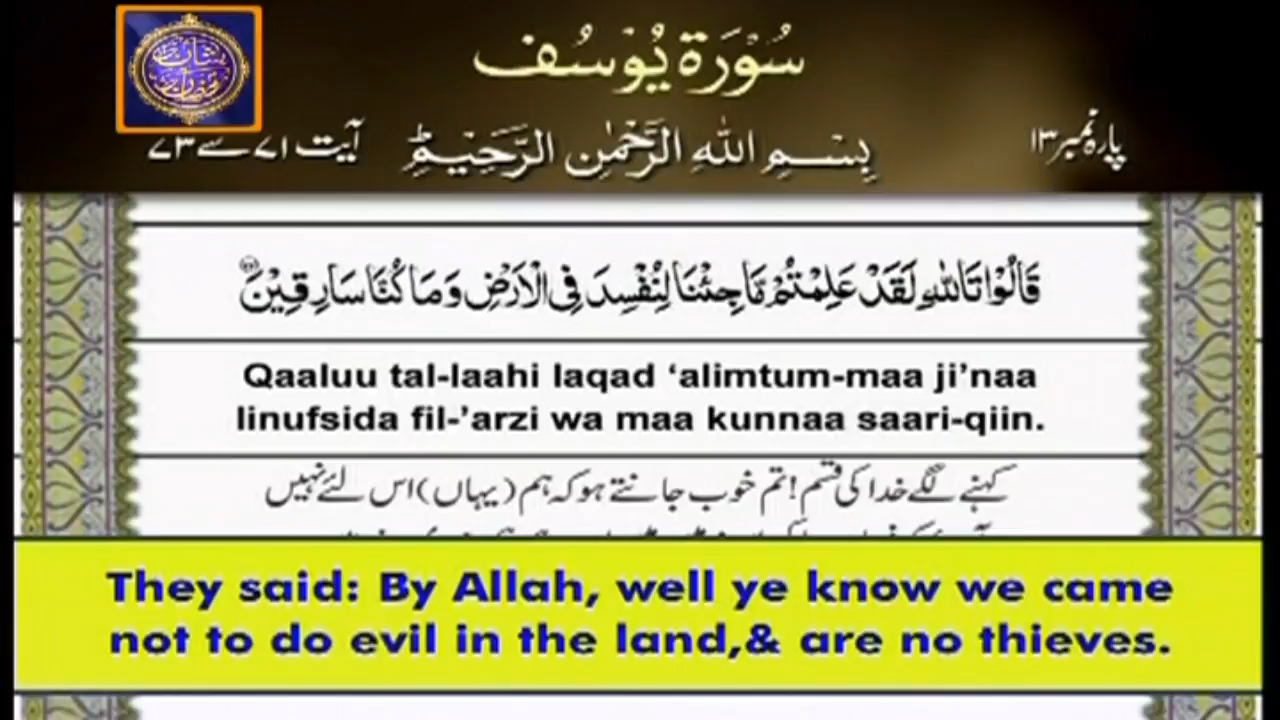 سُوْرَۃ یُوْسُف
پارہ نمبر ۱۳
بِسْمِ اللهِ الرَّحْمٰنِ الرَّحِيْمِ
آیت ۷۱ سے ۷۳
قَالُوْا تَاللّٰهِ لَقَدْ عَلِمْتُمْ مَّا جِئْنَا لِنُفْسِدَ فِى الْاَرْضِ وَمَا كُنَّا سَارِقِيْنَ ۷۳
Qaaluu tal-laahi laqad ‘alimtum-maa ji’naa
linufsida fil-’arzi wa maa kunnaa saari-qiin.
کہنے لگے خدا کی قسم! تم خوب جانتے ہو کہ ہم (یہاں) اس لئے نہیں
They said: By Allah, well ye know we came
not to do evil in the land,& are no thieves.